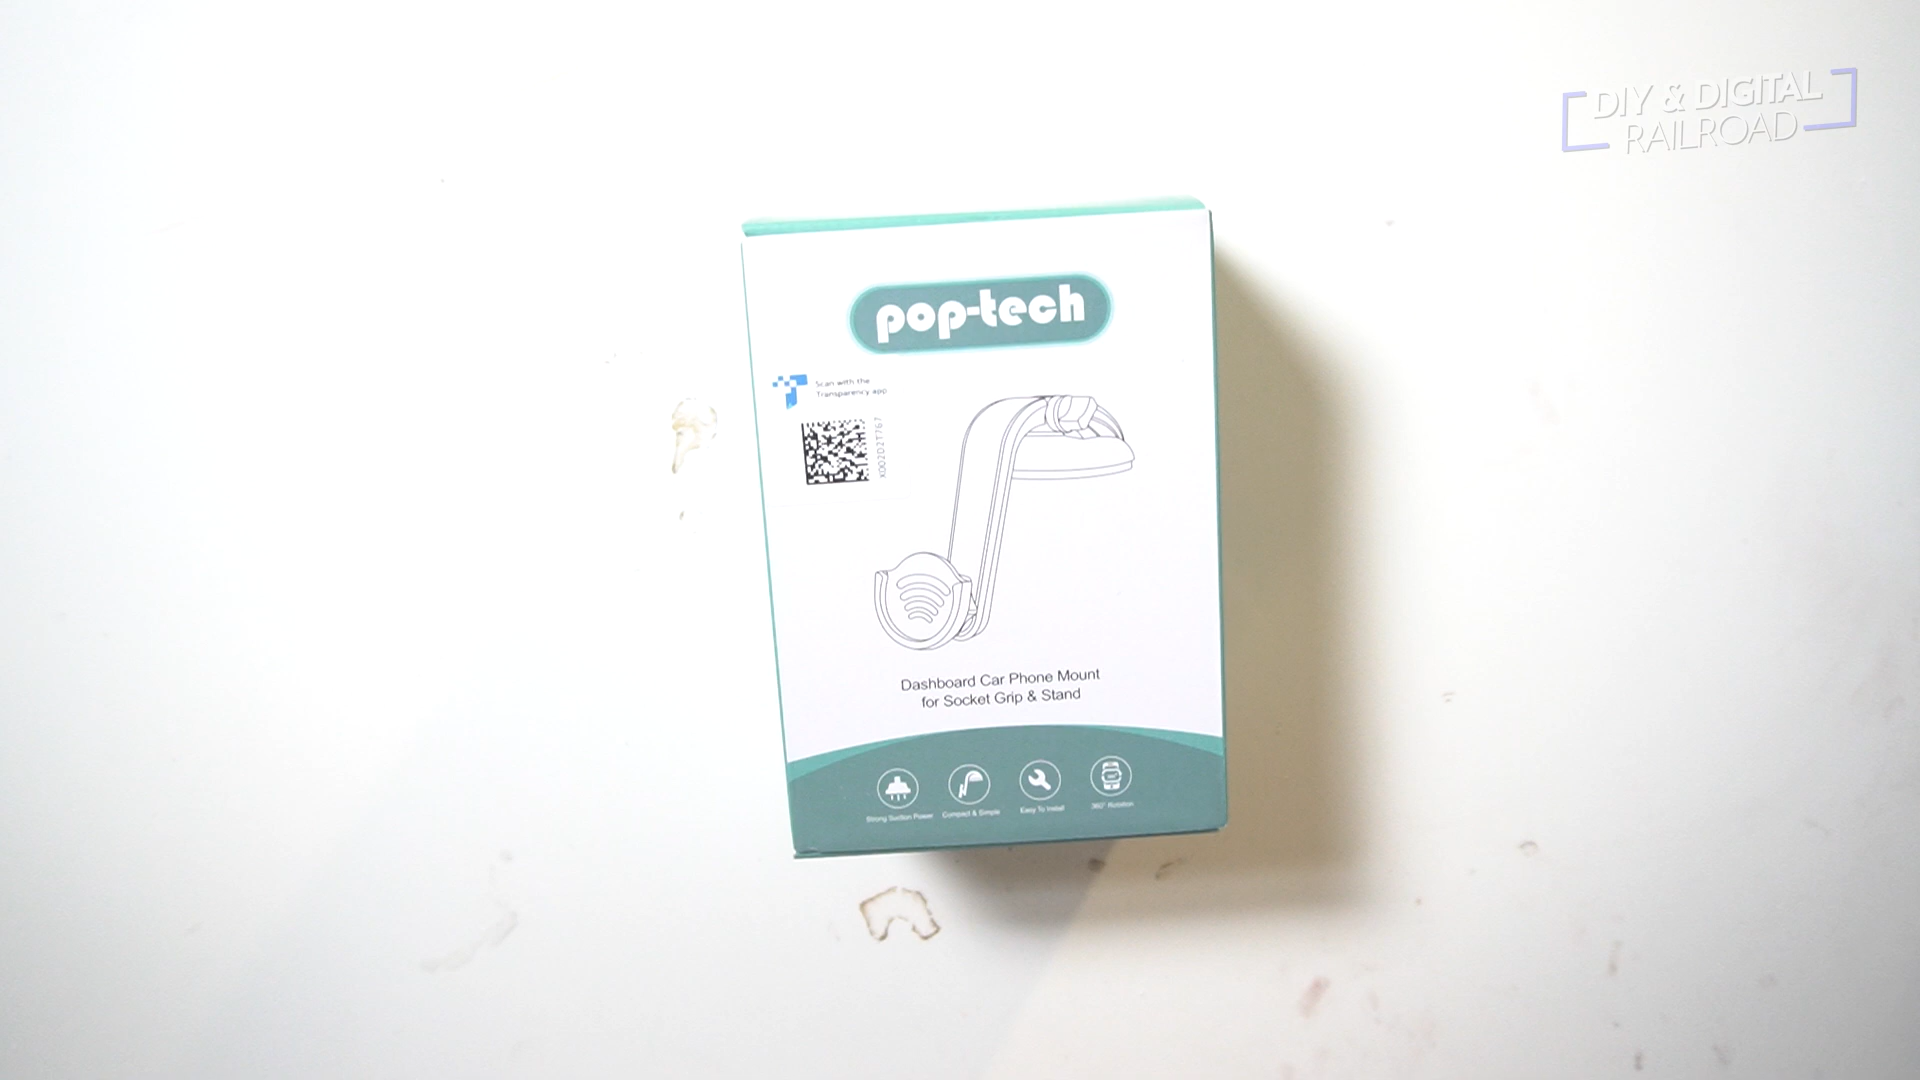 DIY & DIGITAL
RAILROAD
pop-tech
Scan with the
Transparency app
X002D2T767
Dashboard Car Phone Mount
for Socket Grip & Stand
Strong Suction Power
Compact & Simple
Easy To Install
360° Rotation